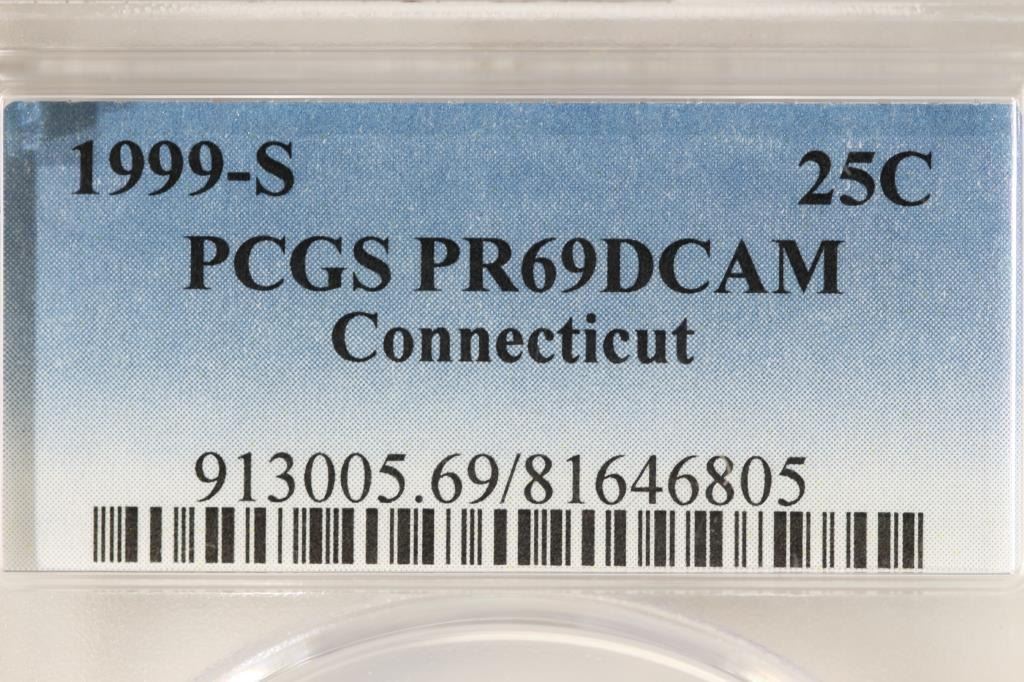 1999-S 25C
PCGS PR69DCAM
Connecticut
913005.69/81646805